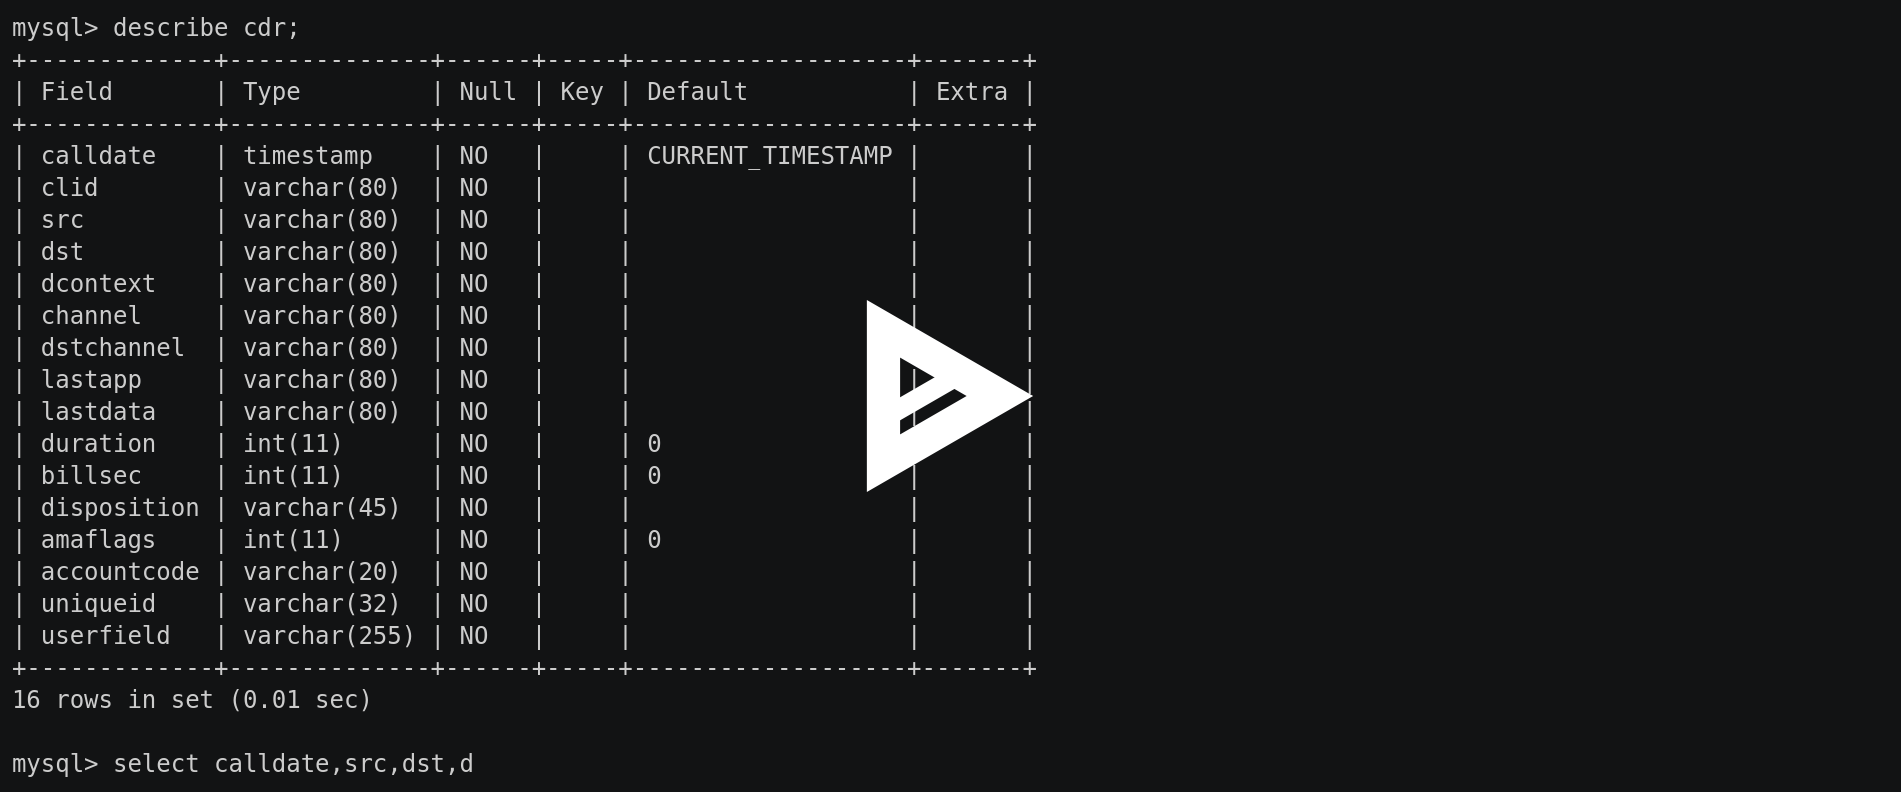 mysql> describe cdr;
+-------------+--------------+------+-----+-------------------+-------+
| Field       | Type         | Null | Key | Default           | Extra |
+-------------+--------------+------+-----+-------------------+-------+
| calldate    | timestamp    | NO   |     | CURRENT_TIMESTAMP |       |
| clid        | varchar(80)  | NO   |     |                   |       |
| src         | varchar(80)  | NO   |     |                   |       |
| dst         | varchar(80)  | NO   |     |                   |       |
| dcontext    | varchar(80)  | NO   |     |                   |       |
| channel     | varchar(80)  | NO   |     |                   |       |
| dstchannel  | varchar(80)  | NO   |     |                   |       |
| lastapp     | varchar(80)  | NO   |     |                   |       |
| lastdata    | varchar(80)  | NO   |     |                   |       |
| duration    | int(11)      | NO   |     | 0                 |       |
| billsec     | int(11)      | NO   |     | 0                 |       |
| disposition | varchar(45)  | NO   |     |                   |       |
| amaflags    | int(11)      | NO   |     | 0                 |       |
| accountcode | varchar(20)  | NO   |     |                   |       |
| uniqueid    | varchar(32)  | NO   |     |                   |       |
| userfield   | varchar(255) | NO   |     |                   |       |
+-------------+--------------+------+-----+-------------------+-------+
16 rows in set (0.01 sec)

mysql> select calldate,src,dst,d